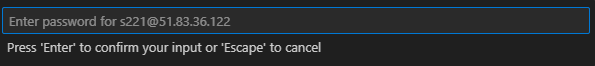 Enter password for s221@51.83.36.122
Press 'Enter' to confirm your input or 'Escape' to cancel